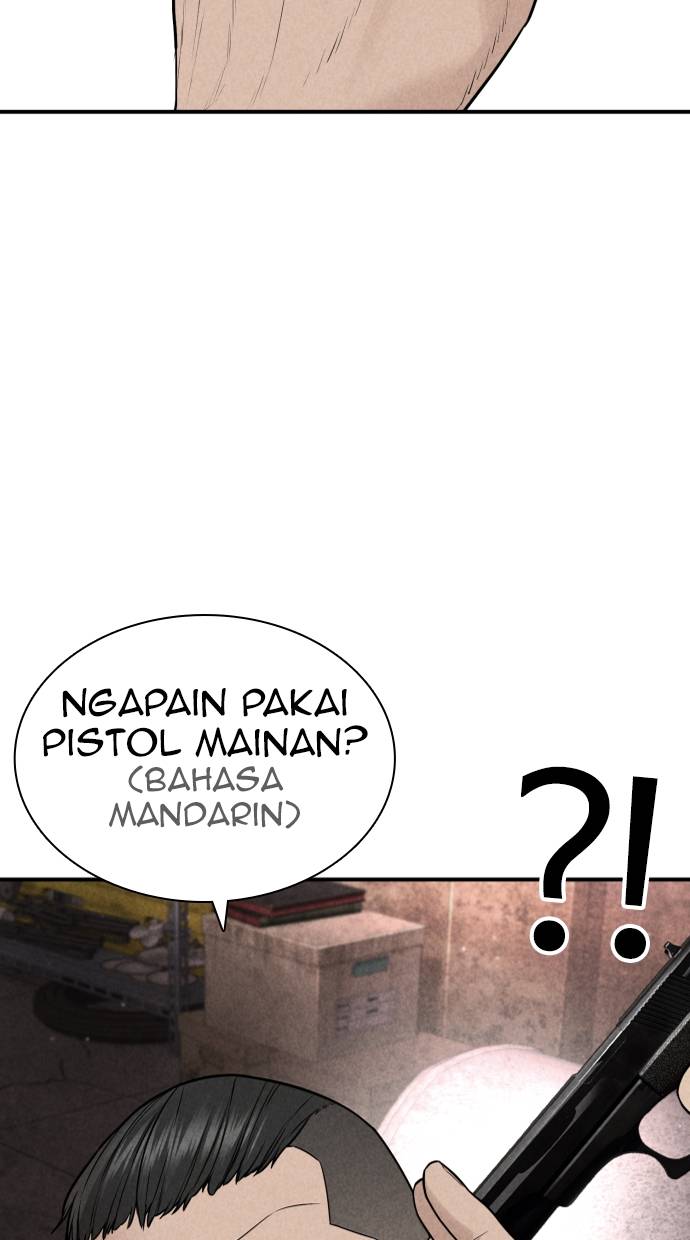 NGAPAIN PAKAI
PISTOL MAINAN?
(BAHASA
MANDARIN)
?!